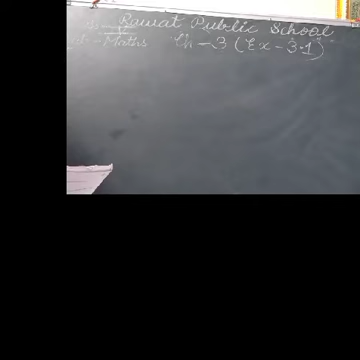 Rawat Public School
Maths Ch - 3 (Ex - 3.1)